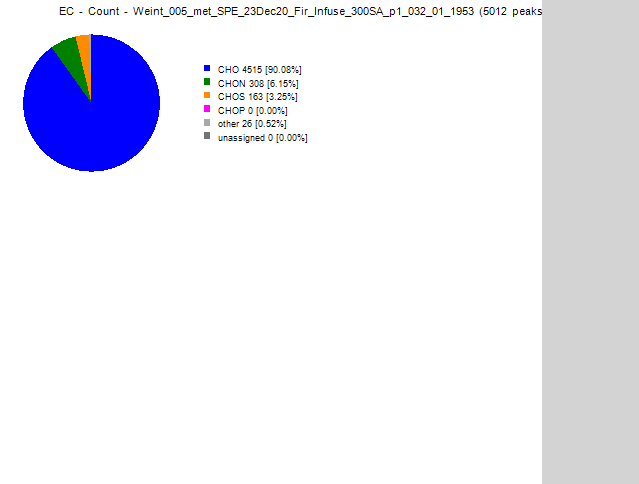 EC - Count - Weint_005_met_SPE_23Dec20_Fir_Infuse_300SA_p1_032_01_1953 (5012 peaks
CHO 4515 [90.08%]
CHON 308 [6.15%]
CHOS 163 [3.25%]
CHOP 0 [0.00%]
other 26 [0.52%]
unassigned 0 [0.00%]